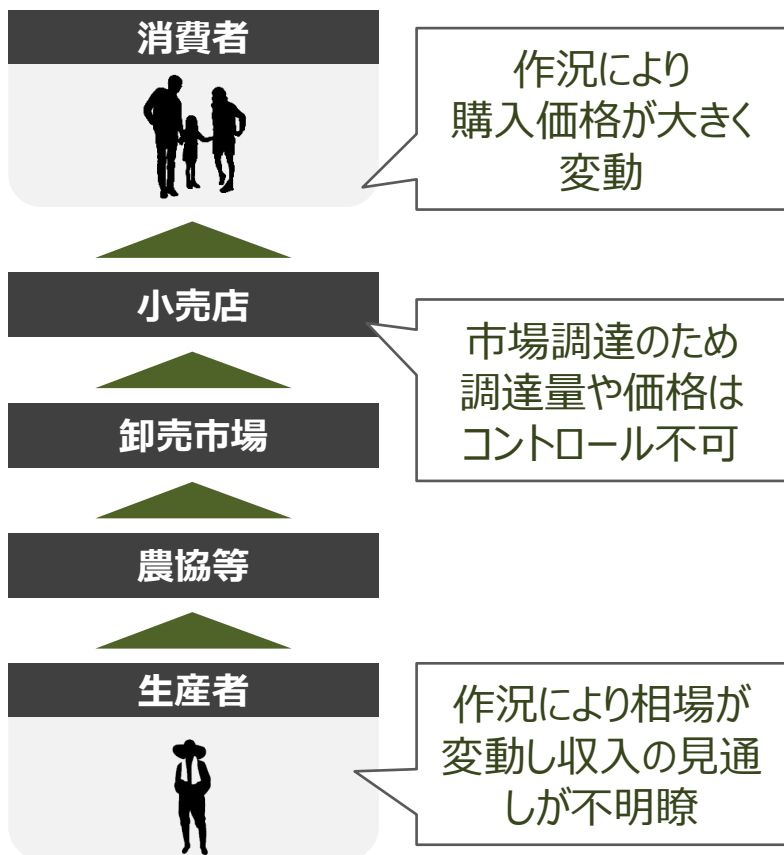 消費者
作況により
購入価格が大きく
変動
小売店
市場調達のため
調達量や価格は
コントロール不可
卸売市場
農協等
生産者
作況により相場が
変動し収入の見通
しが不明瞭